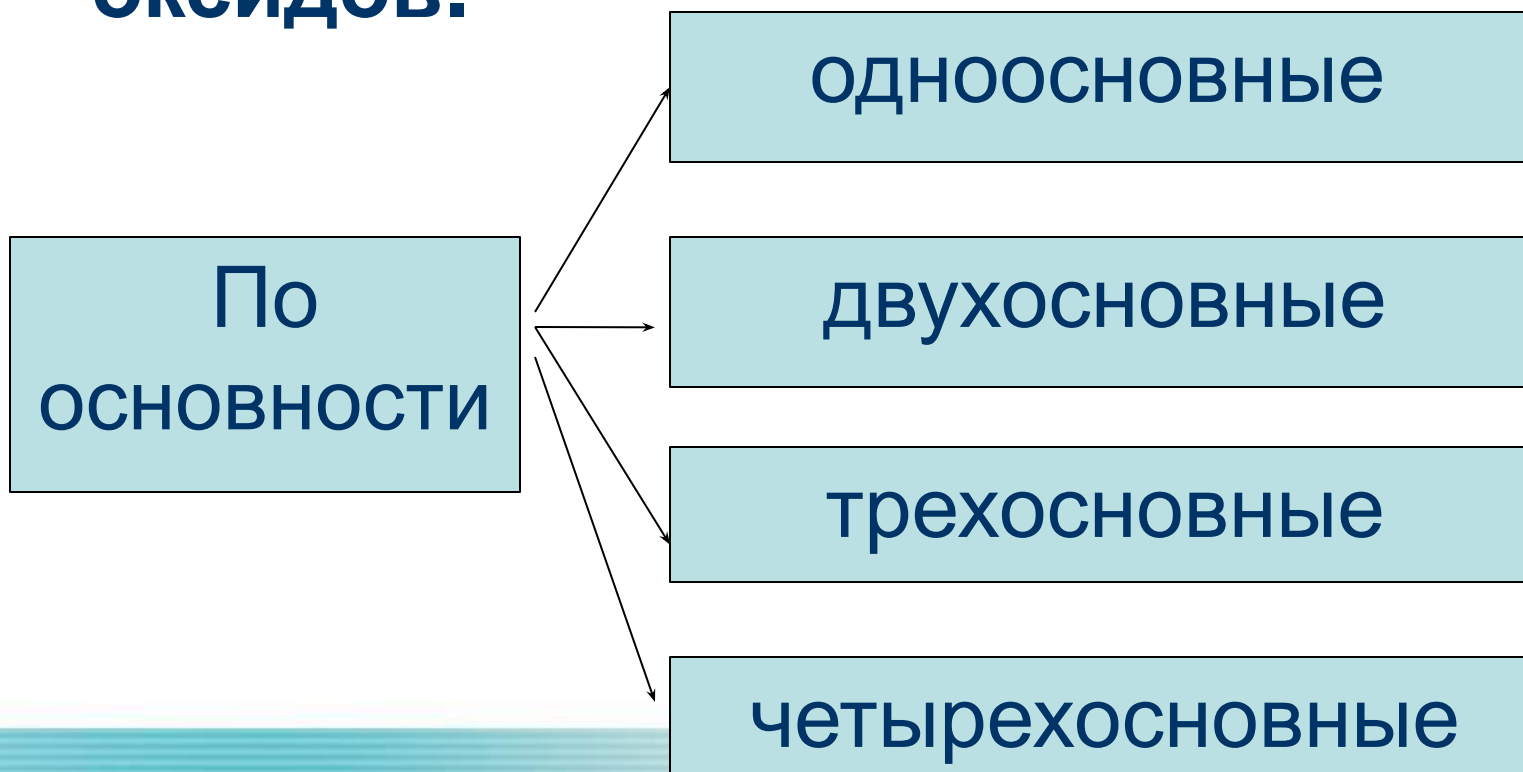 оксидов:
одноосновные
По
основности
двухосновные
трехосновные
четырехосновные